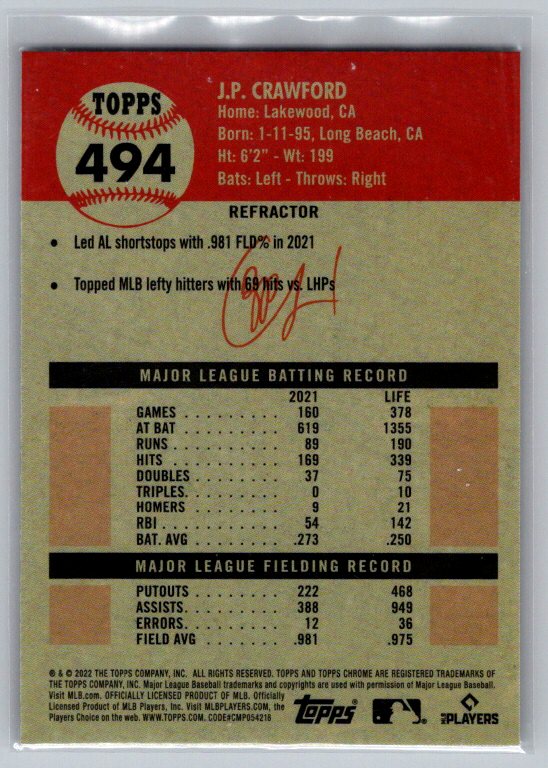 TOPPS
494
J.P. CRAWFORD
Home: Lakewood, CA
Born: 1-11-95, Long Beach, CA
Ht: 6'2" - Wt: 199
Bats: Left - Throws: Right
REFRACTOR
• Led AL shortstops with .981 FLD% in 2021
• Topped MLB lefty hitters with 69 hits vs. LHPs
MAJOR LEAGUE BATTING RECORD
2021 LIFE
GAMES . . . . . . . . . 160 378
AT BAT . . . . . . . . . 619 1355
RUNS . . . . . . . . . . 89 190
HITS . . . . . . . . . . 169 339
DOUBLES . . . . . . . . 37 75
TRIPLES. . . . . . . . . 0 10
HOMERS . . . . . . . . 9 21
RBI . . . . . . . . . . . 54 142
BAT. AVG . . . . . . . . .273 .250
MAJOR LEAGUE FIELDING RECORD
PUTOUTS . . . . . . . . 222 468
ASSISTS. . . . . . . . . 388 949
ERRORS. . . . . . . . . 12 36
FIELD AVG . . . . . . . .981 .975
® & © 2022 THE TOPPS COMPANY, INC. ALL RIGHTS RESERVED. TOPPS AND TOPPS CHROME ARE REGISTERED TRADEMARKS OF
THE TOPPS COMPANY, INC. Major League Baseball trademarks and copyrights are used with permission of Major League Baseball.
Visit MLB.com. OFFICIALLY LICENSED PRODUCT OF MLB. Officially
Licensed Product of MLB Players, Inc. Visit MLBPLAYERS.COM, the
Players Choice on the web. WWW.TOPPS.COM. CODE#CMP054218
Topps
MLB PLAYERS